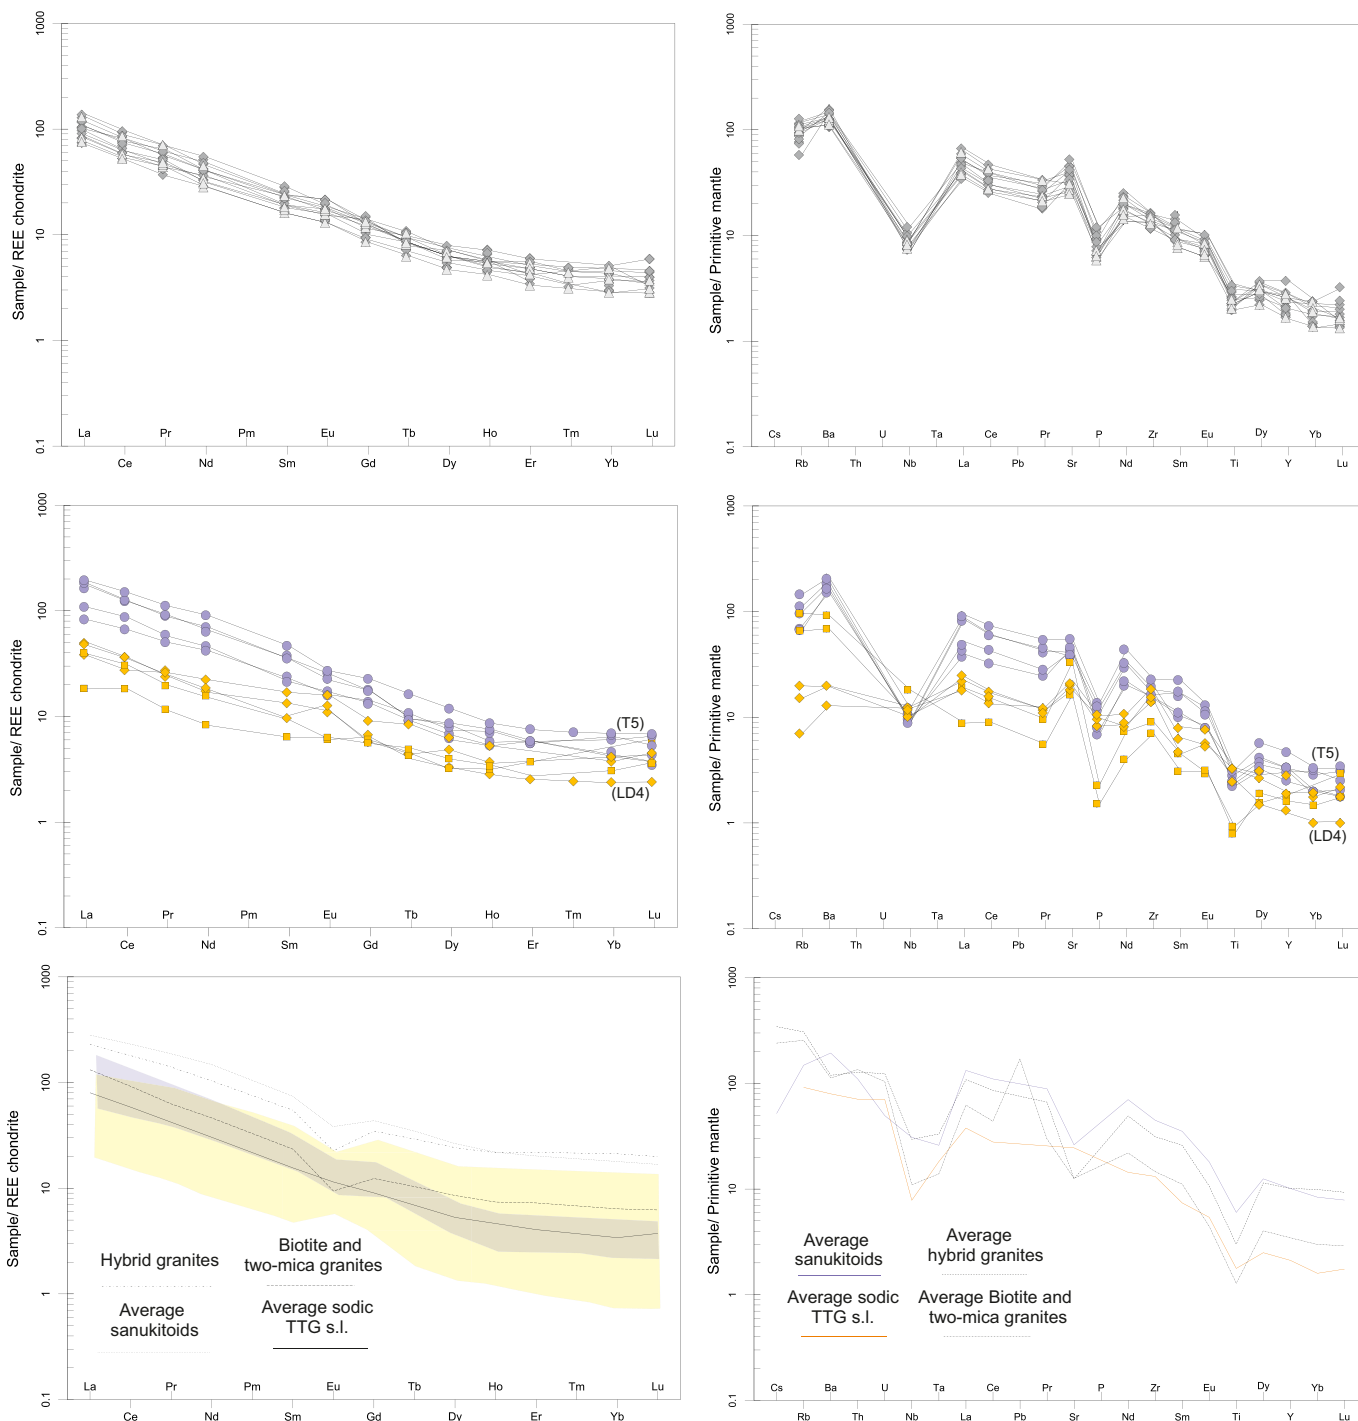 1000
100
10
1
0.1
Sample/ REE chondrite
La Pr Pm Eu Tb Ho Tm Lu
Ce Nd Sm Gd Dy Er Yb
1000
100
10
1
0.1
Sample/ Primitive mantle
Cs Ba U Ta La Ce Pr P Zr Eu Dy Yb
Rb Th Nb La Pb Sr Nd Sm Ti Y Lu
1000
100
10
1
0.1
Sample/ REE chondrite
(T5)
(LD4)
La Pr Pm Eu Tb Ho Tm Lu
Ce Nd Sm Gd Dy Er Yb
1000
100
10
1
0.1
Sample/ Primitive mantle
(T5)
(LD4)
Cs Ba U Ta La Ce Pr P Zr Eu Dy Yb
Rb Th Nb Pb Sr Nd Sm Ti Y Lu
1000
100
10
1
0.1
Sample/ REE chondrite
Hybrid granites
Biotite and
two-mica granites
Average
sanukitoids
Average sodic
TTG s.l.
La Pr Pm Eu Tb Ho Tm Lu
Ce Nd Sm Gd Dy Er Yb
1000
100
10
1
0.1
Sample/ Primitive mantle
Average
sanukitoids
Average
hybrid granites
Average sodic
TTG s.l.
Average Biotite and
two-mica granites
Cs Ba U Ta La Ce Pr P Zr Eu Dy Yb
Rb Th Nb Pb Sr Nd Sm Ti Y Lu